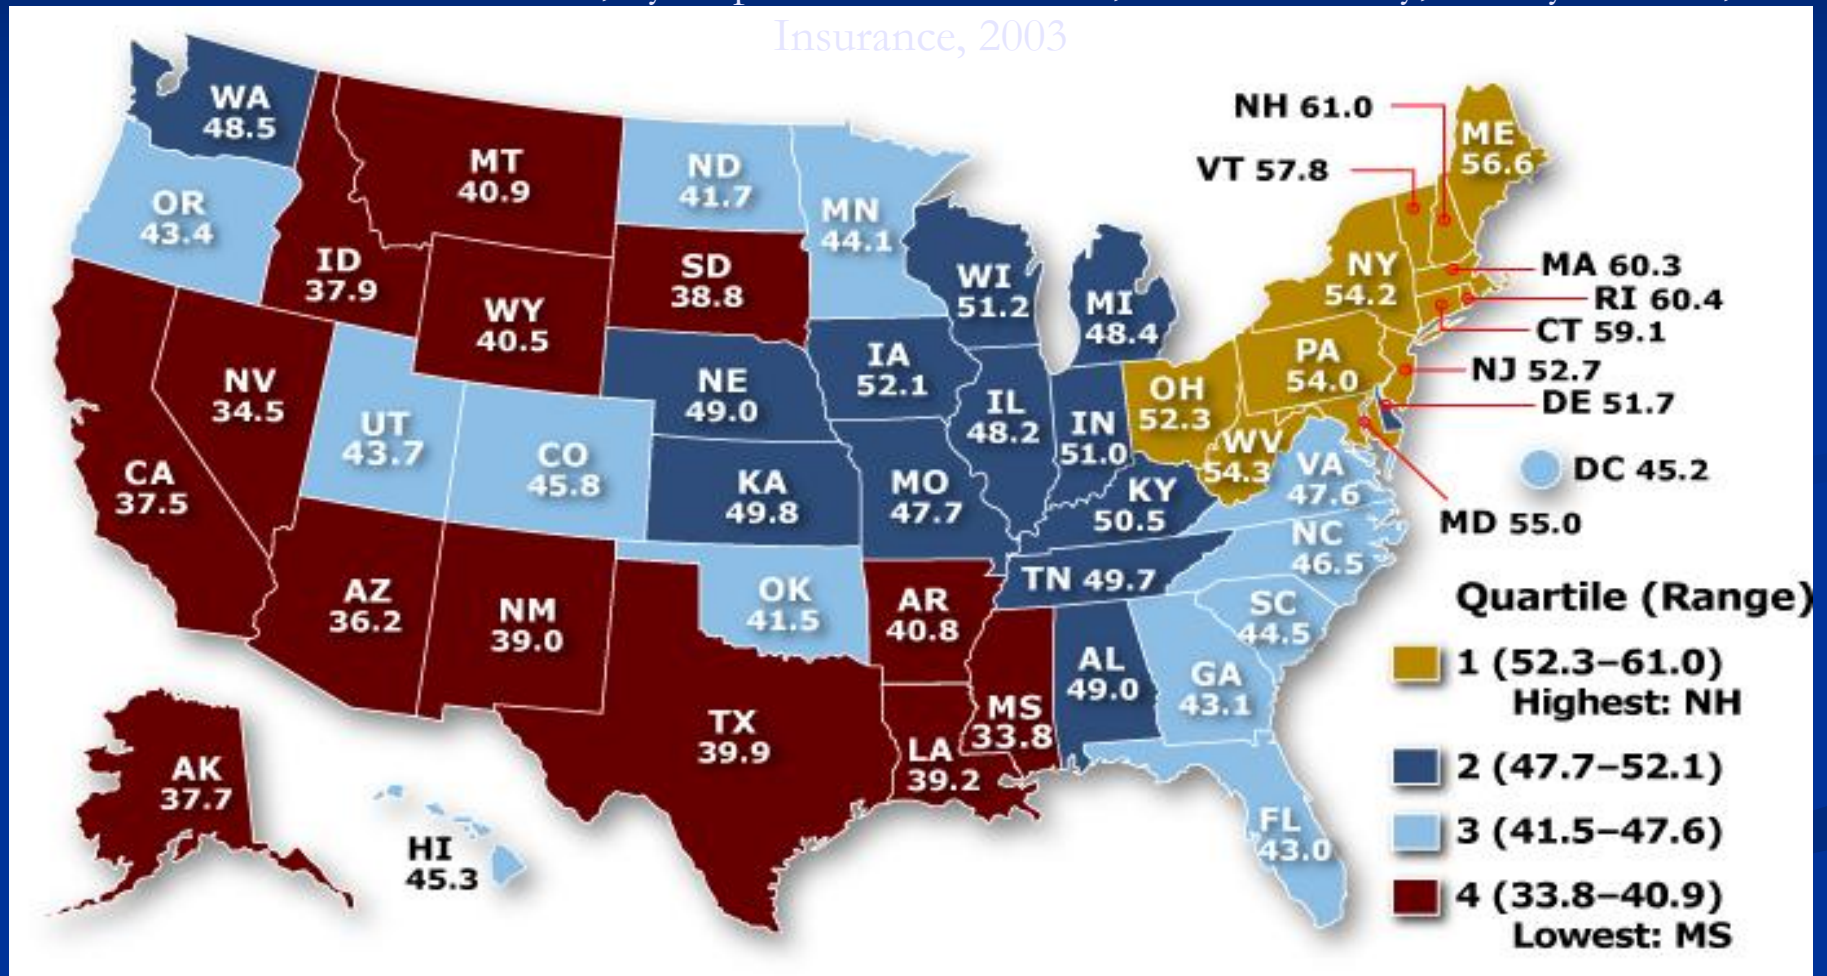 Insurance, 2003
WA
48.5
OR
43.4
MT
40.9
ID
37.9
WY
40.5
ND
41.7
SD
38.8
MN
44.1
WI
51.2
MI
48.4
NH 61.0
VT 57.8
ME
56.6
NY
54.2
MA 60.3
RI 60.4
CT 59.1
NJ 52.7
DE 51.7
DC 45.2
MD 55.0
PA
54.0
OH
52.3
WV
54.3
VA
47.6
NC
46.5
SC
44.5
GA
43.1
FL
43.0
CA
37.5
NV
34.5
UT
43.7
CO
45.8
NE
49.0
KA
49.8
IA
52.1
MO
47.7
IL
48.2
IN
51.0
KY
50.5
TN 49.7
AZ
36.2
NM
39.0
OK
41.5
AR
40.8
TX
39.9
LA
39.2
MS
33.8
AL
49.0
AK
37.7
HI
45.3
Quartile (Range)
1 (52.3–61.0)
Highest: NH
2 (47.7–52.1)
3 (41.5–47.6)
4 (33.8–40.9)
Lowest: MS